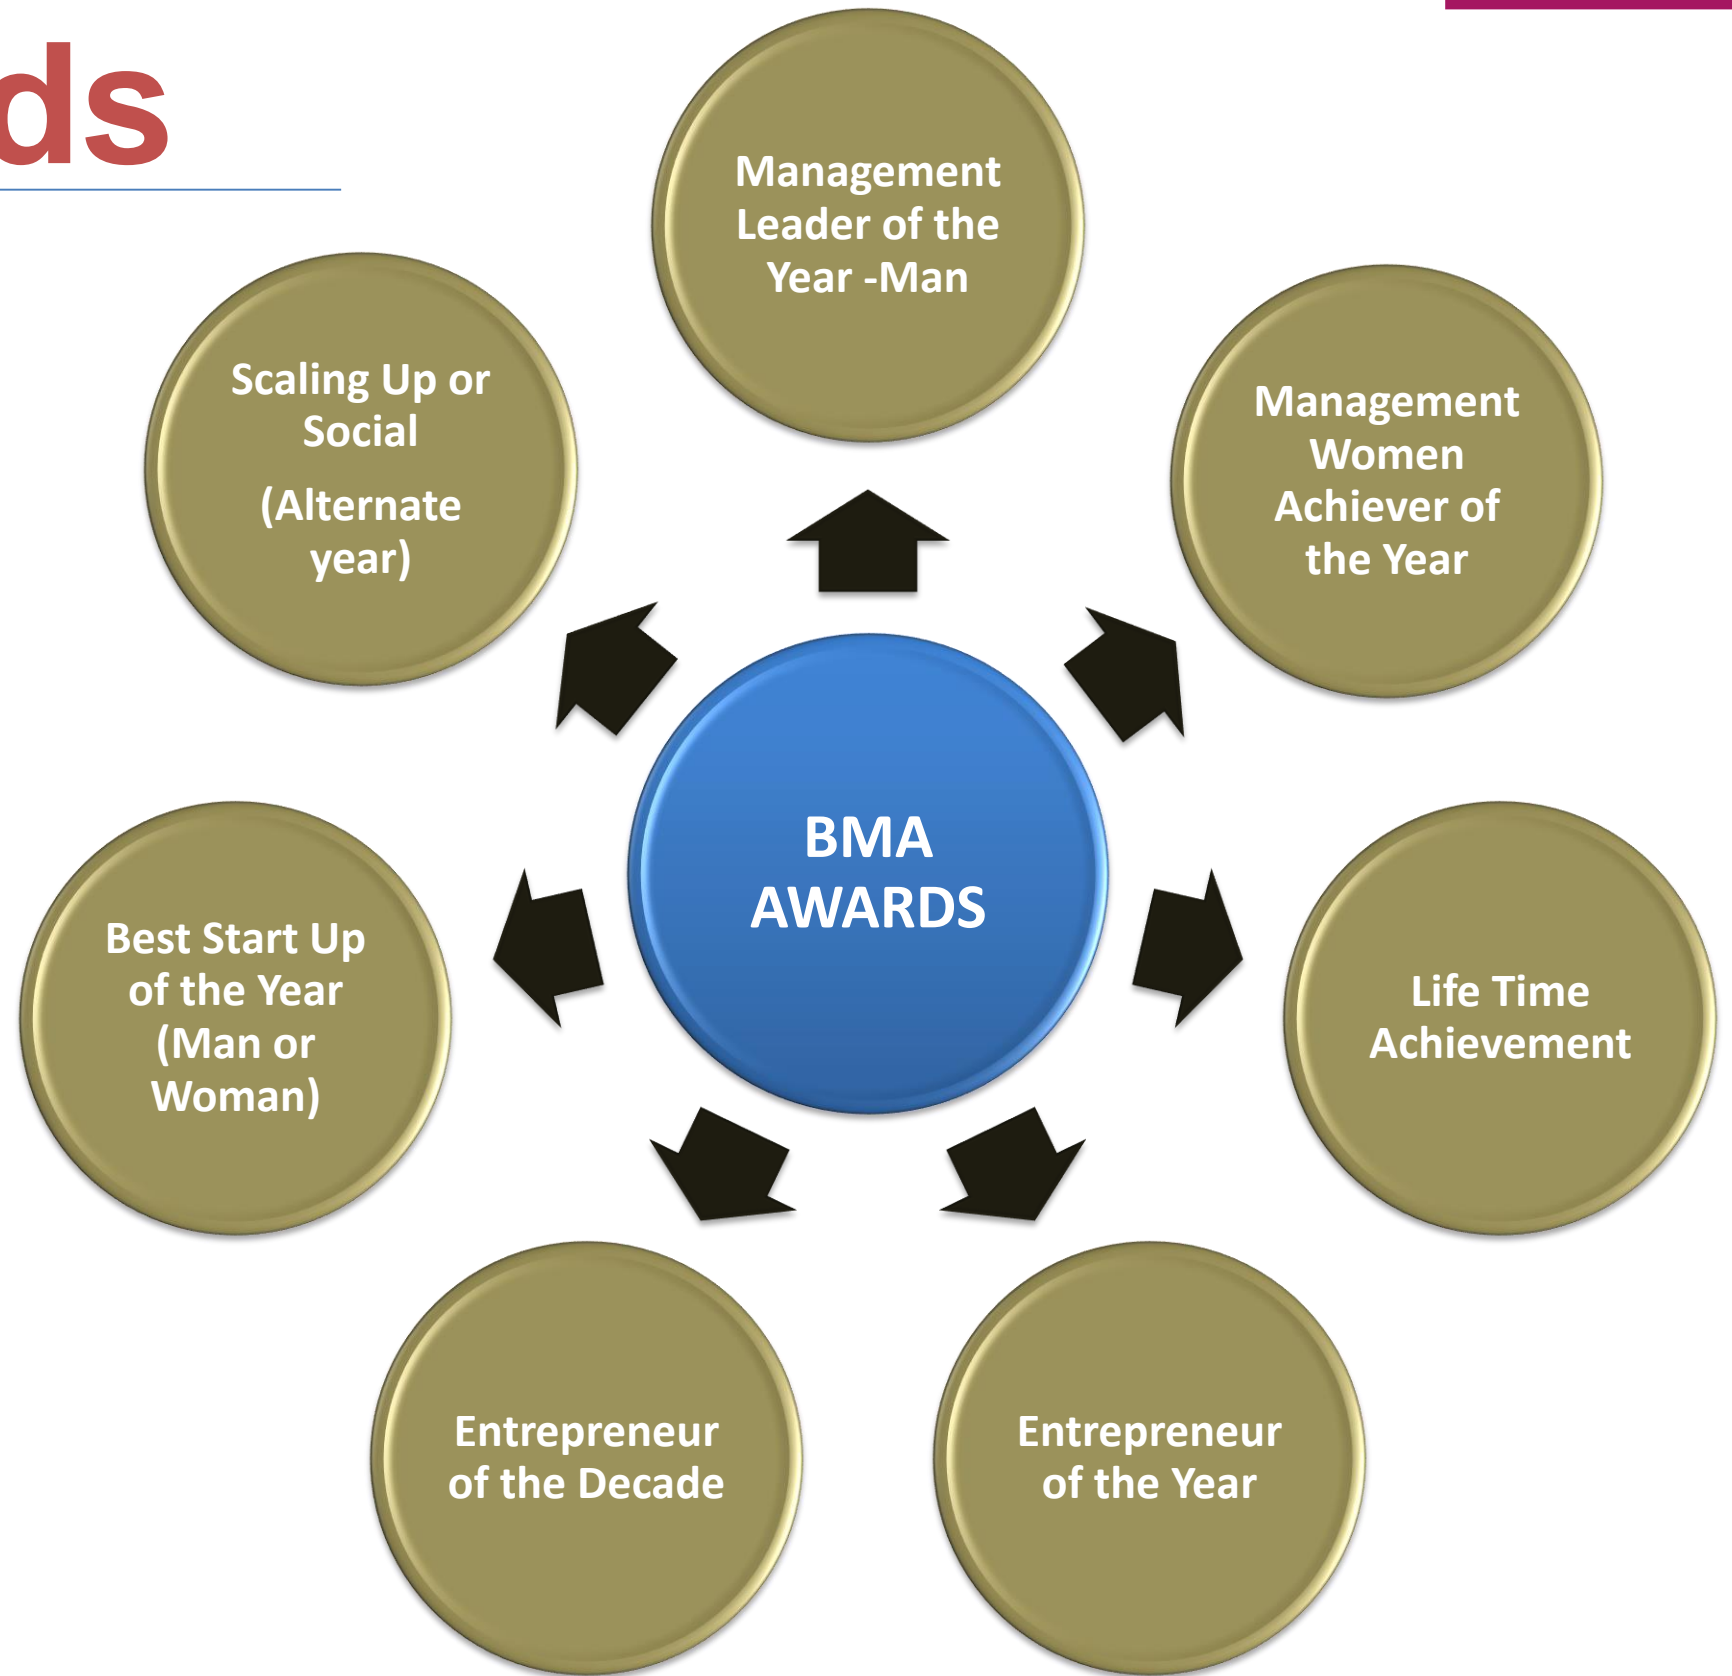 ds
Management
Leader of the
Year -Man
Management
Women
Achiever of
the Year
Life Time
Achievement
Entrepreneur
of the Year
Entrepreneur
of the Decade
Best Start Up
of the Year
(Man or
Woman)
Scaling Up or
Social
(Alternate
year)
BMA
AWARDS